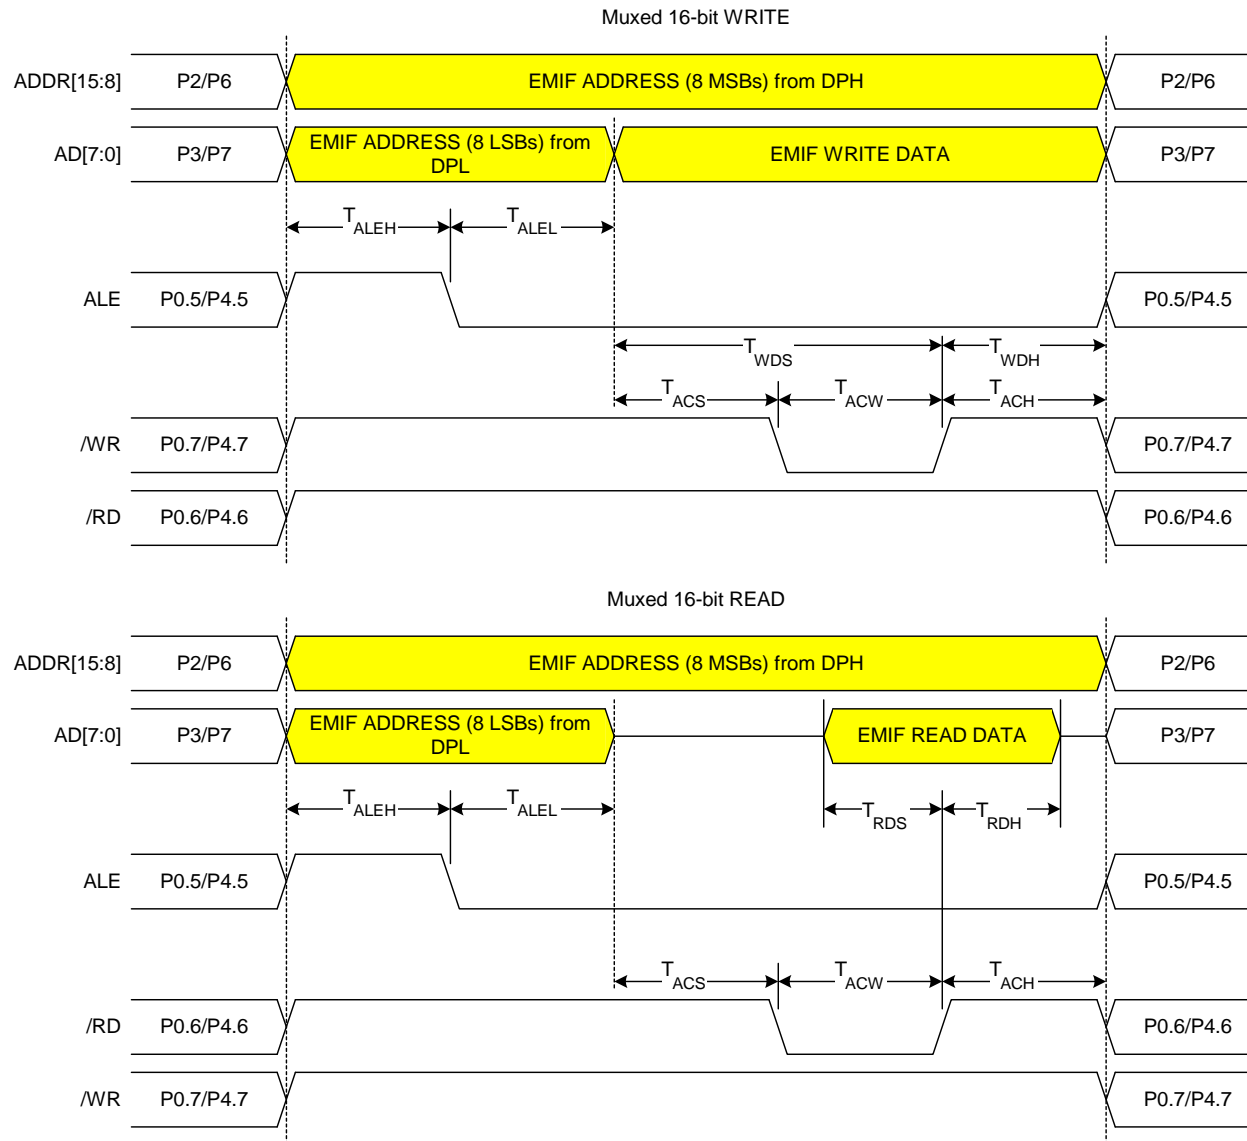 Muxed 16-bit WRITE
ADDR[15:8] P2/P6 EMIF ADDRESS (8 MSBs) from DPH P2/P6
AD[7:0] P3/P7 EMIF ADDRESS (8 LSBs) from
DPL EMIF WRITE DATA P3/P7
TALEH TALEL
ALE P0.5/P4.5 P0.5/P4.5
TWDS TWDH
TACS TACW TACH
/WR P0.7/P4.7 P0.7/P4.7
/RD P0.6/P4.6 P0.6/P4.6
Muxed 16-bit READ
ADDR[15:8] P2/P6 EMIF ADDRESS (8 MSBs) from DPH P2/P6
AD[7:0] P3/P7 EMIF ADDRESS (8 LSBs) from
DPL EMIF READ DATA P3/P7
TALEH TALEL TRDS TRDH
ALE P0.5/P4.5 P0.5/P4.5
TACS TACW TACH
/RD P0.6/P4.6 P0.6/P4.6
/WR P0.7/P4.7 P0.7/P4.7